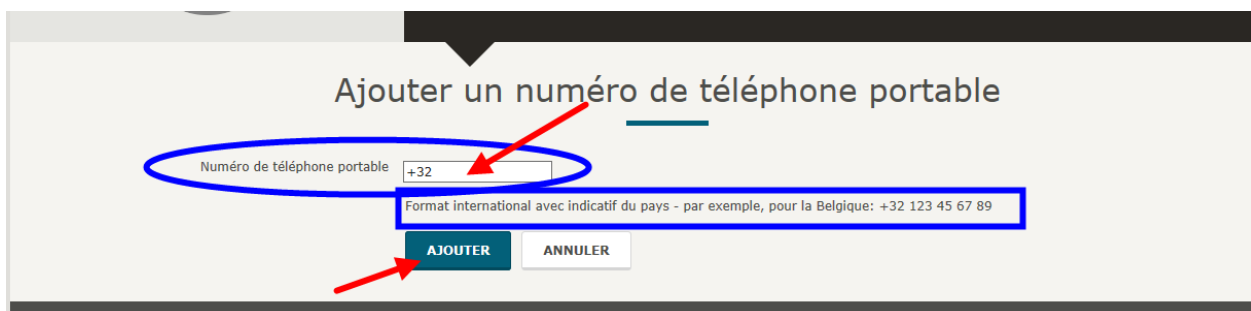 Ajouter un numéro de téléphone portable
Numéro de téléphone portable +32
Format international avec indicatif du pays - par exemple, pour la Belgique: +32 123 45 67 89
AJOUTER ANNULER